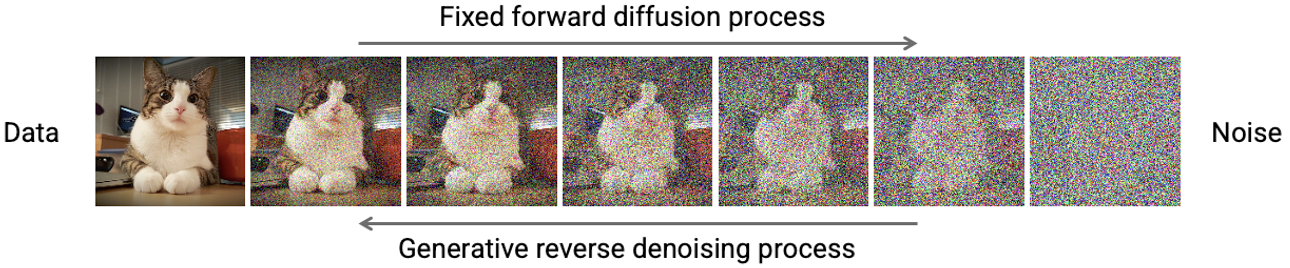 Fixed forward diffusion process
Data
Noise
Generative reverse denoising process